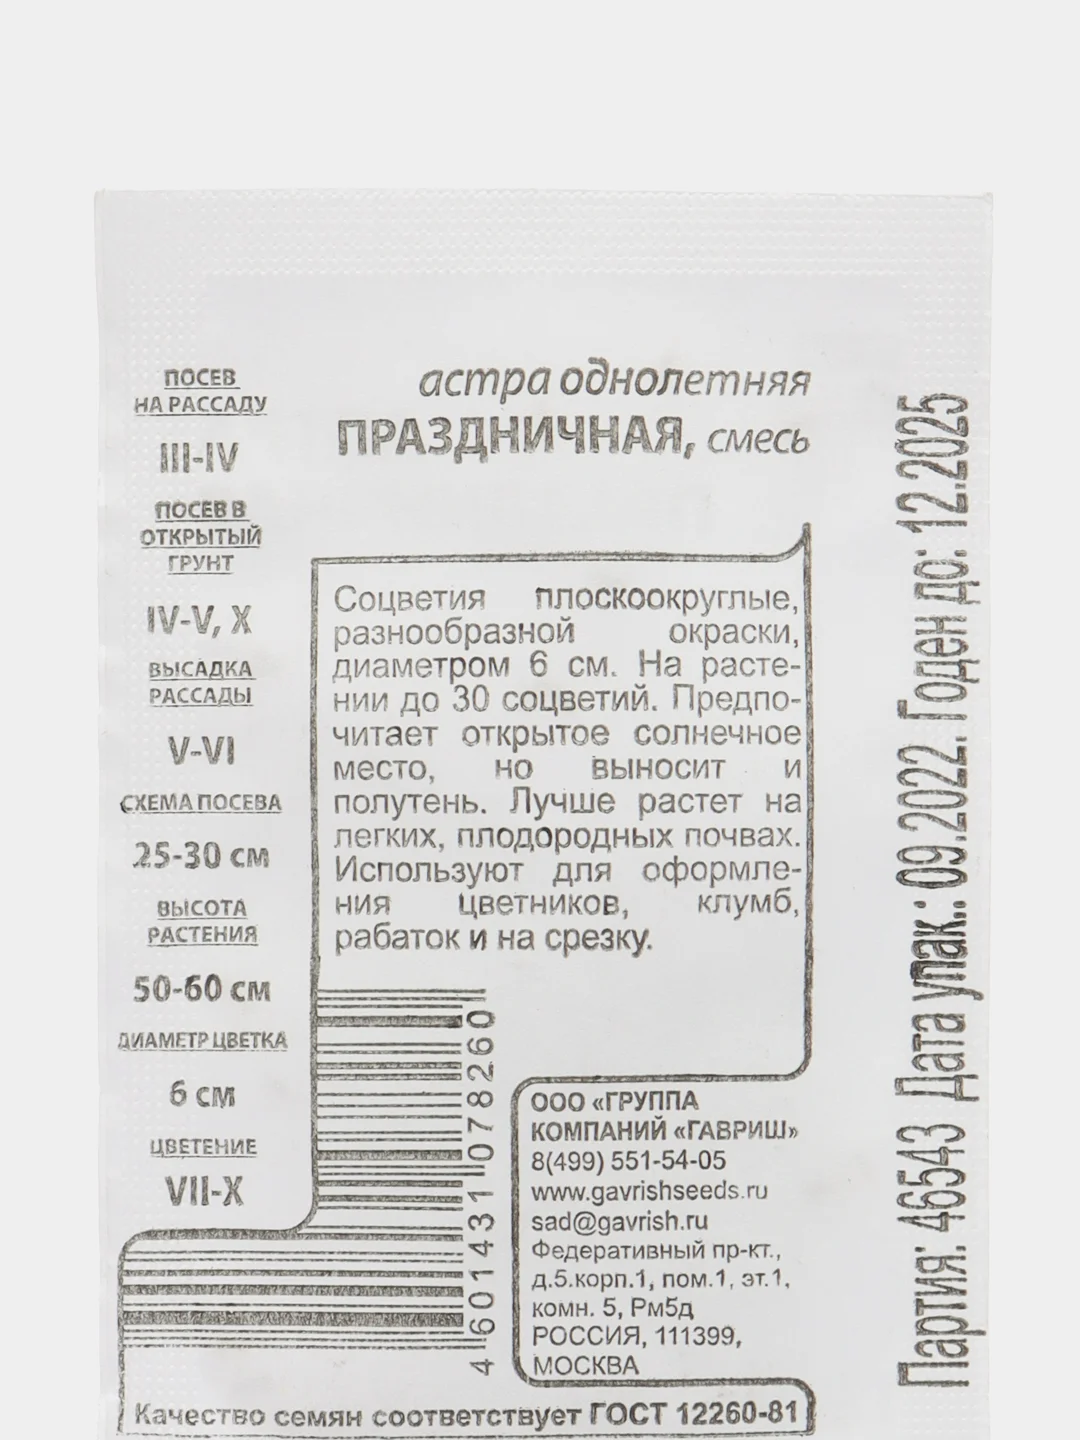 астра однолетняя
ПРАЗДНИЧНАЯ, смесь
ПОСЕВ
НА РАССАДУ
III-IV
ПОСЕВ В
ОТКРЫТЫЙ
ГРУНТ
IV-V, X
ВЫСАДКА
РАССАДЫ
V-VI
СХЕМА ПОСЕВА
25-30 см
ВЫСОТА
РАСТЕНИЯ
50-60 см
ДИАМЕТР ЦВЕТКА
6 см
ЦВЕТЕНИЕ
VII-X
Соцветия плоскоокруглые,
разнообразной окраски,
диаметром 6 см. На расте-
нии до 30 соцветий. Предпо-
читает открытое солнечное
место, но выносит и
полутень. Лучше растет на
легких, плодородных почвах.
Используют для оформле-
ния цветников, клумб,
рабаток и на срезку.
4 601431 078260
ООО «ГРУППА
КОМПАНИЙ «ГАВРИШ»
8(499) 551-54-05
www.gavrishseeds.ru
sad@gavrish.ru
Федеративный пр-кт.,
д.5.корп.1, пом.1, эт.1,
комн. 5, Рм5д
РОССИЯ, 111399,
МОСКВА
Качество семян соответствует ГОСТ 12260-81
Партия: 46543 Дата упак.: 09.2022. Годен до: 12.2025